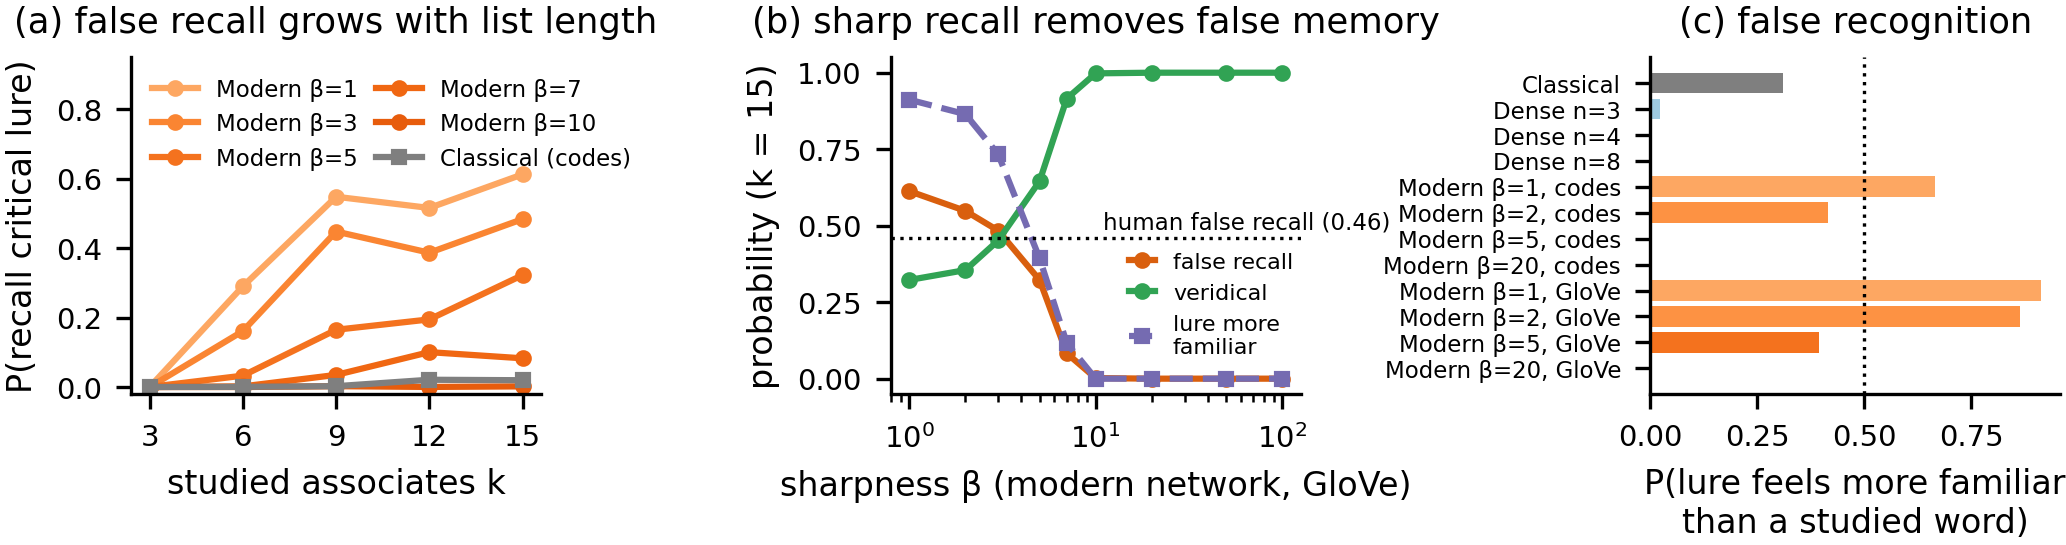 (a) false recall grows with list length
P(recall critical lure)
0.8
0.6
0.4
0.2
0.0
Modern β=1
Modern β=3
Modern β=5
Modern β=7
Modern β=10
Classical (codes)
3 6 9 12 15
studied associates k
(b) sharp recall removes false memory
probability (k = 15)
1.00
0.75
0.50
0.25
0.00
human false recall (0.46)
false recall
veridical
lure more
familiar
10⁰ 10¹ 10²
sharpness β (modern network, GloVe)
(c) false recognition
Classical
Dense n=3
Dense n=4
Dense n=8
Modern β=1, codes
Modern β=2, codes
Modern β=5, codes
Modern β=20, codes
Modern β=1, GloVe
Modern β=2, GloVe
Modern β=5, GloVe
Modern β=20, GloVe
0.00 0.25 0.50 0.75
P(lure feels more familiar
than a studied word)